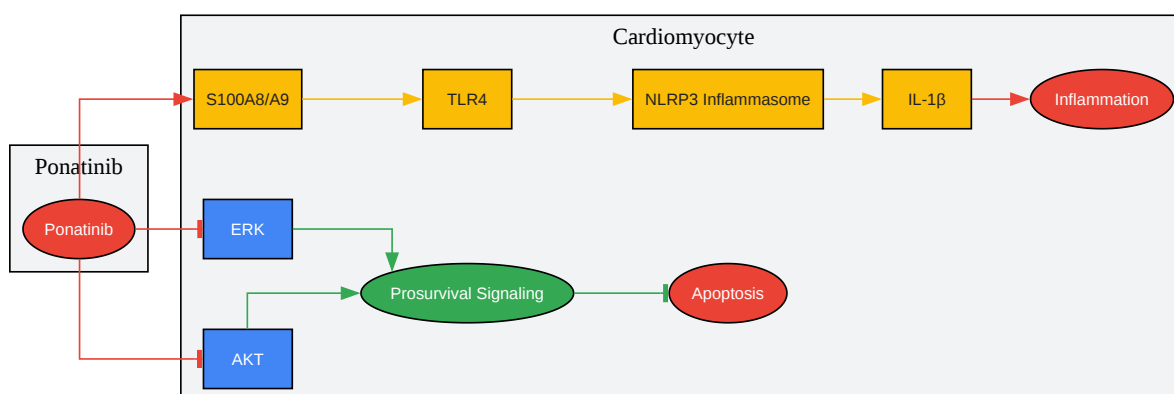 Cardiomyocyte
S100A8/A9
TLR4
NLRP3 Inflammasome
IL-1β
Inflammation
Ponatinib
Ponatinib
ERK
Prosurvival Signaling
Apoptosis
AKT